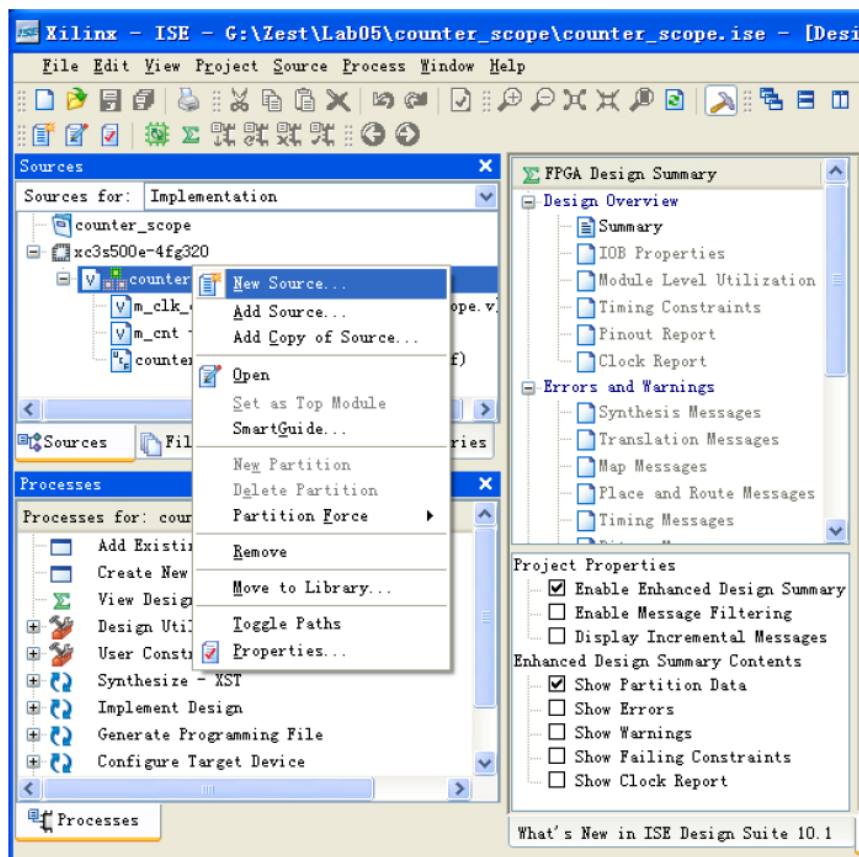 Xilinx - ISE - G:\Zest\Lab05\counter_scope\counter_scope.ise - [Desi
File Edit View Project Source Process Window Help
Sources
Sources for: Implementation
counter_scope
xc3s500e-4fg320
counter
m_clk_
ope.v
m_cnt
counter
f)
New Source...
Add Source...
Add Copy of Source...
Open
Set as Top Module
SmartGuide...
New Partition
Delete Partition
Partition Force
Remove
Move to Library...
Toggle Paths
Properties...
Sources
Fil
ries
Processes
Processes for: cour
Add Existi
Create New
View Desig
Design Uti
User Constr
Synthesize - XST
Implement Design
Generate Programming File
Configure Target Device
Processes
FPGA Design Summary
Design Overview
Summary
IOB Properties
Module Level Utilization
Timing Constraints
Pinout Report
Clock Report
Errors and Warnings
Synthesis Messages
Translation Messages
Map Messages
Place and Route Messages
Timing Messages
Project Properties
Enable Enhanced Design Summary
Enable Message Filtering
Display Incremental Messages
Enhanced Design Summary Contents
Show Partition Data
Show Errors
Show Warnings
Show Failing Constraints
Show Clock Report
What's New in ISE Design Suite 10.1